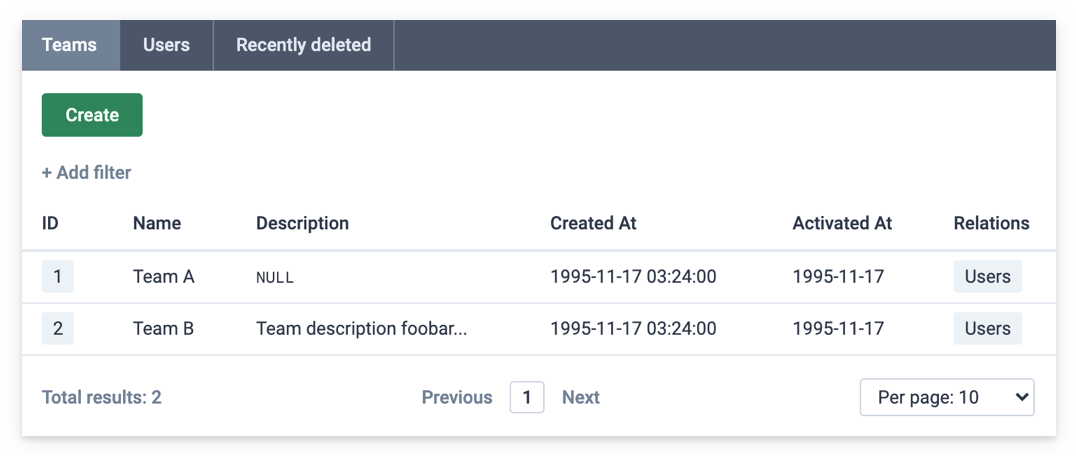 Teams Users Recently deleted
Create
+ Add filter
ID Name Description Created At Activated At Relations
1 Team A NULL 1995-11-17 03:24:00 1995-11-17 Users
2 Team B Team description foobar... 1995-11-17 03:24:00 1995-11-17 Users
Total results: 2 Previous 1 Next Per page: 10